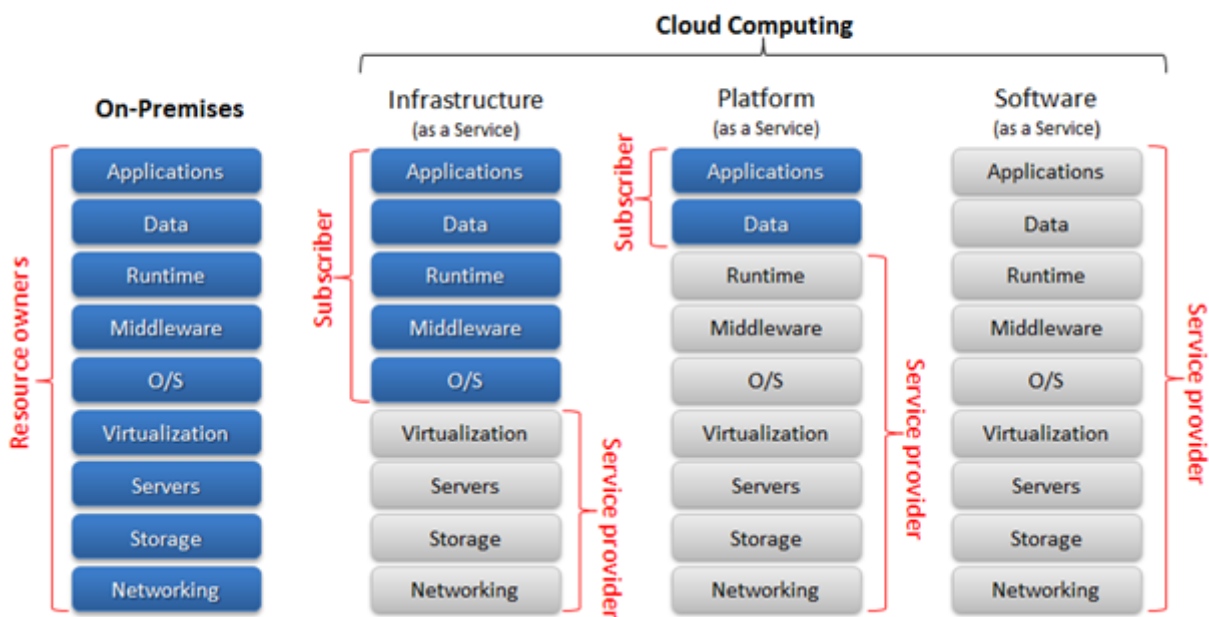 Cloud Computing
On-Premises
Infrastructure
(as a Service)
Platform
(as a Service)
Software
(as a Service)
Resource owners
Applications
Data
Runtime
Middleware
O/S
Virtualization
Servers
Storage
Networking
Subscriber
Applications
Data
Runtime
Middleware
O/S
Virtualization
Servers
Storage
Networking
Service provider
Subscriber
Applications
Data
Runtime
Middleware
O/S
Virtualization
Servers
Storage
Networking
Service provider
Applications
Data
Runtime
Middleware
O/S
Virtualization
Servers
Storage
Networking
Service provider